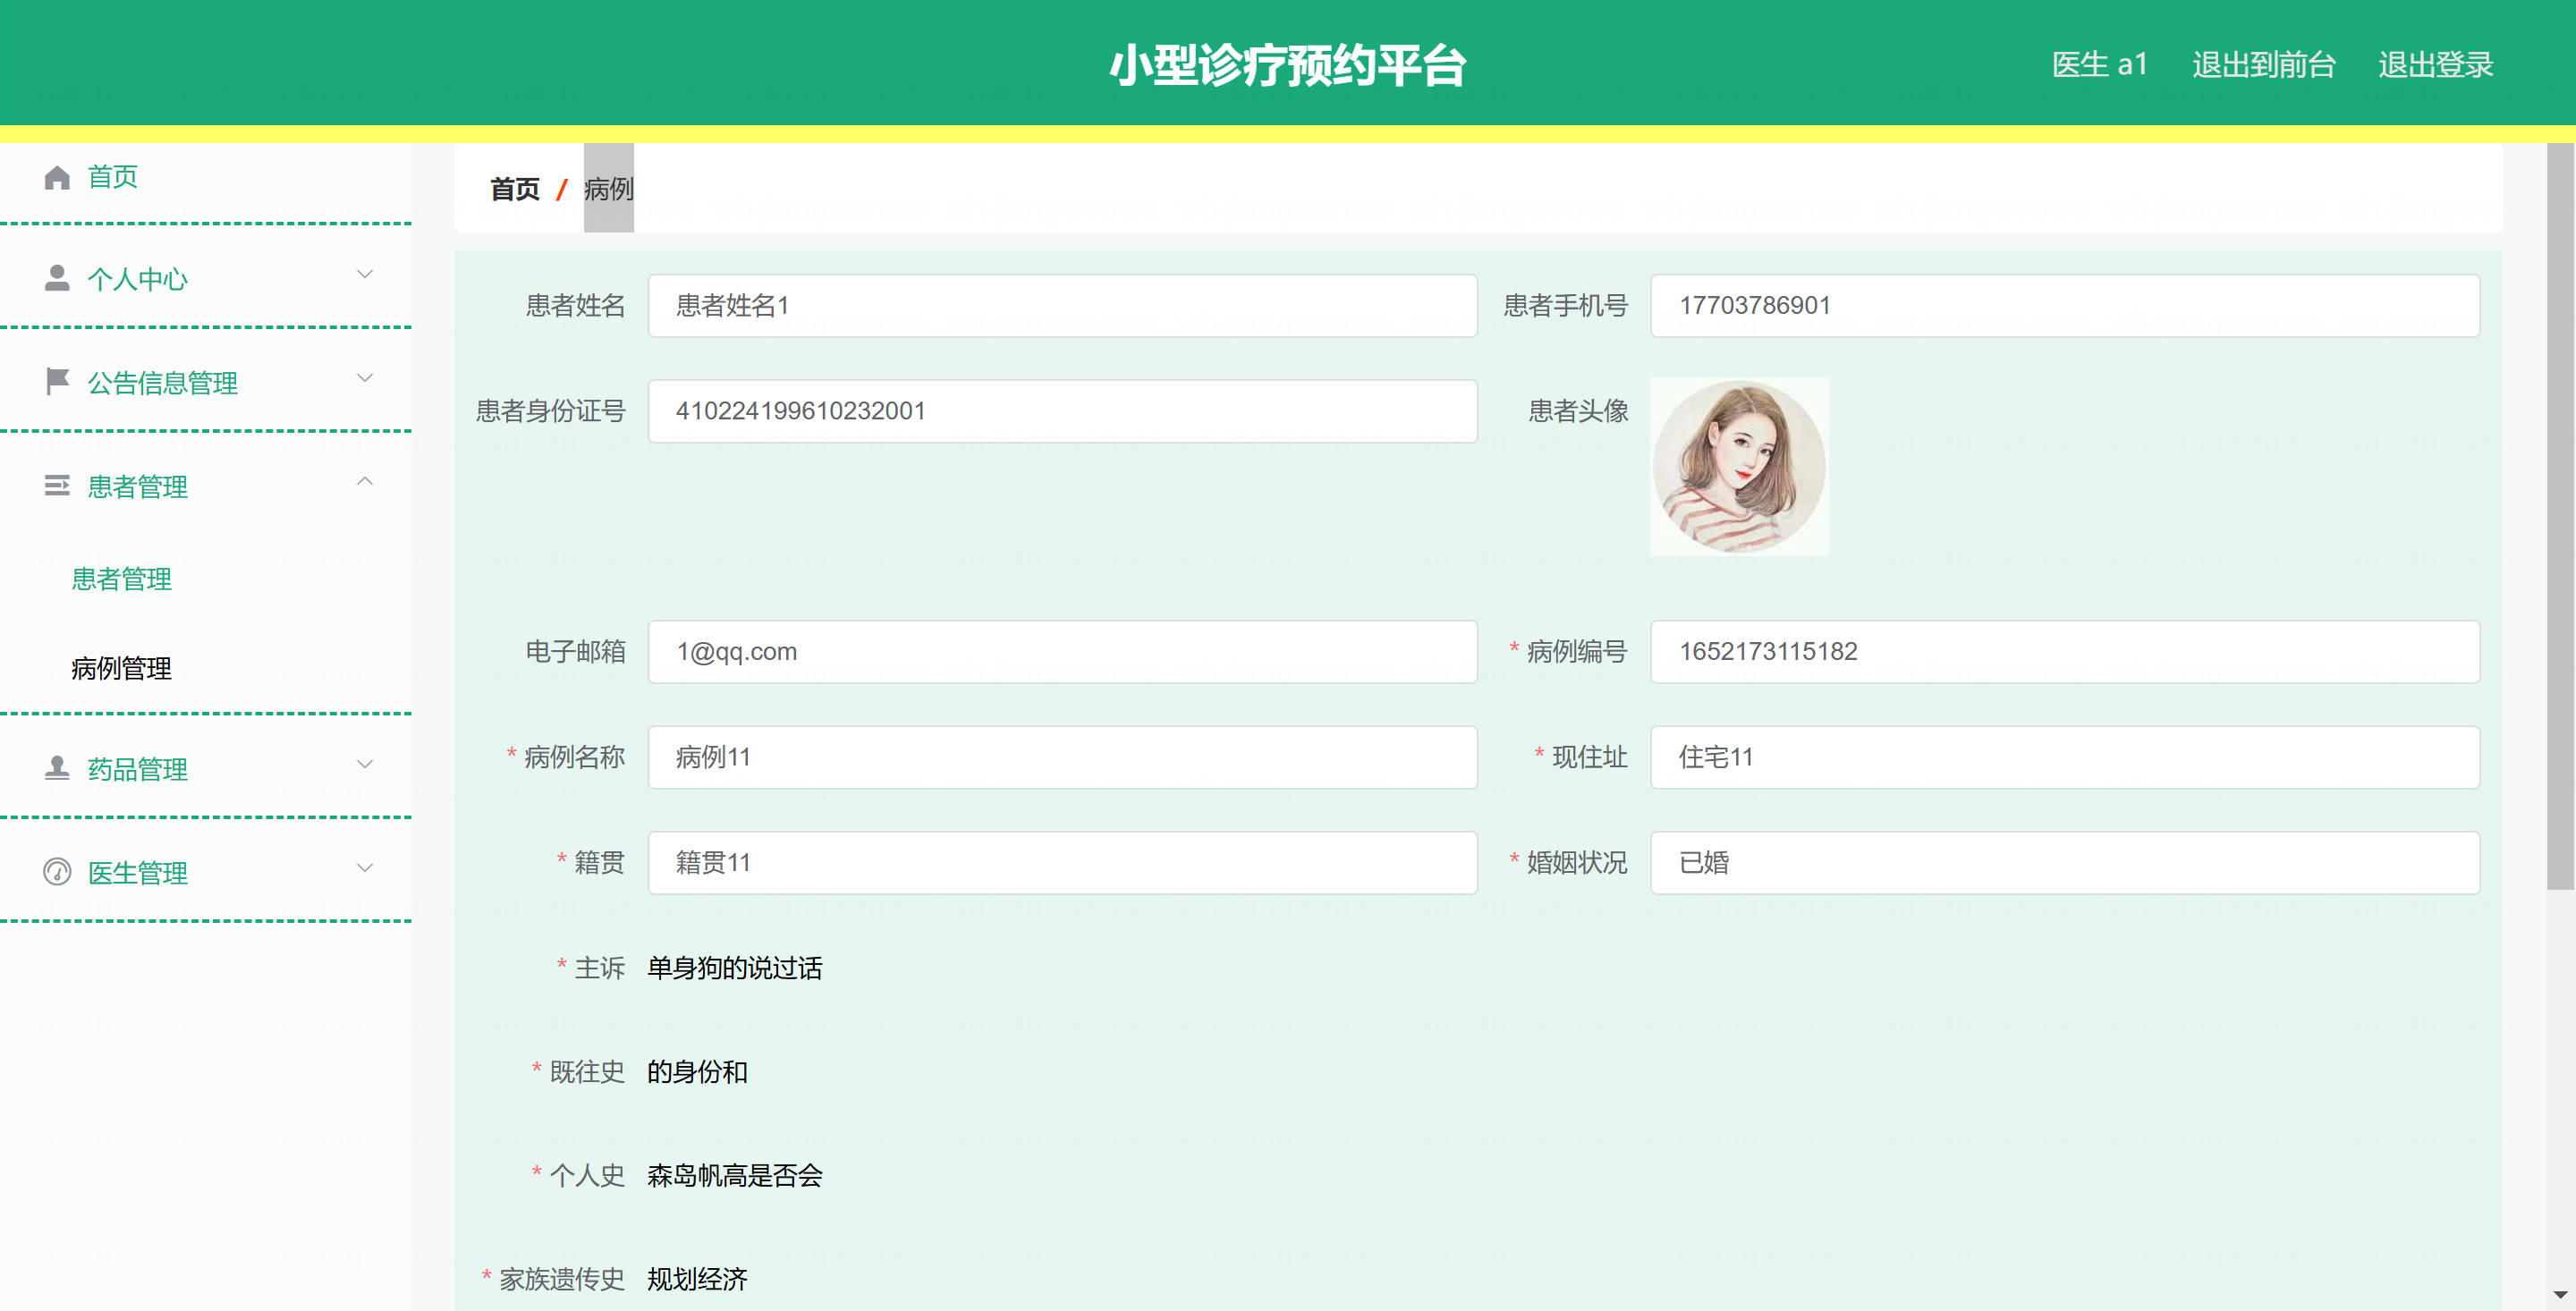 小型诊疗预约平台
医生 a1 退出到前台 退出登录
首页
个人中心
公告信息管理
患者管理
患者管理
病例管理
药品管理
医生管理
首页 / 病例
患者姓名 患者姓名1 患者手机号 17703786901
患者身份证号 410224199610232001 患者头像
电子邮箱 1@qq.com * 病例编号 1652173115182
* 病例名称 病例11 * 现住址 住宅11
* 籍贯 籍贯11 * 婚姻状况 已婚
* 主诉 单身狗的说过话
* 既往史 的身份和
* 个人史 森岛帆高是否会
* 家族遗传史 规划经济